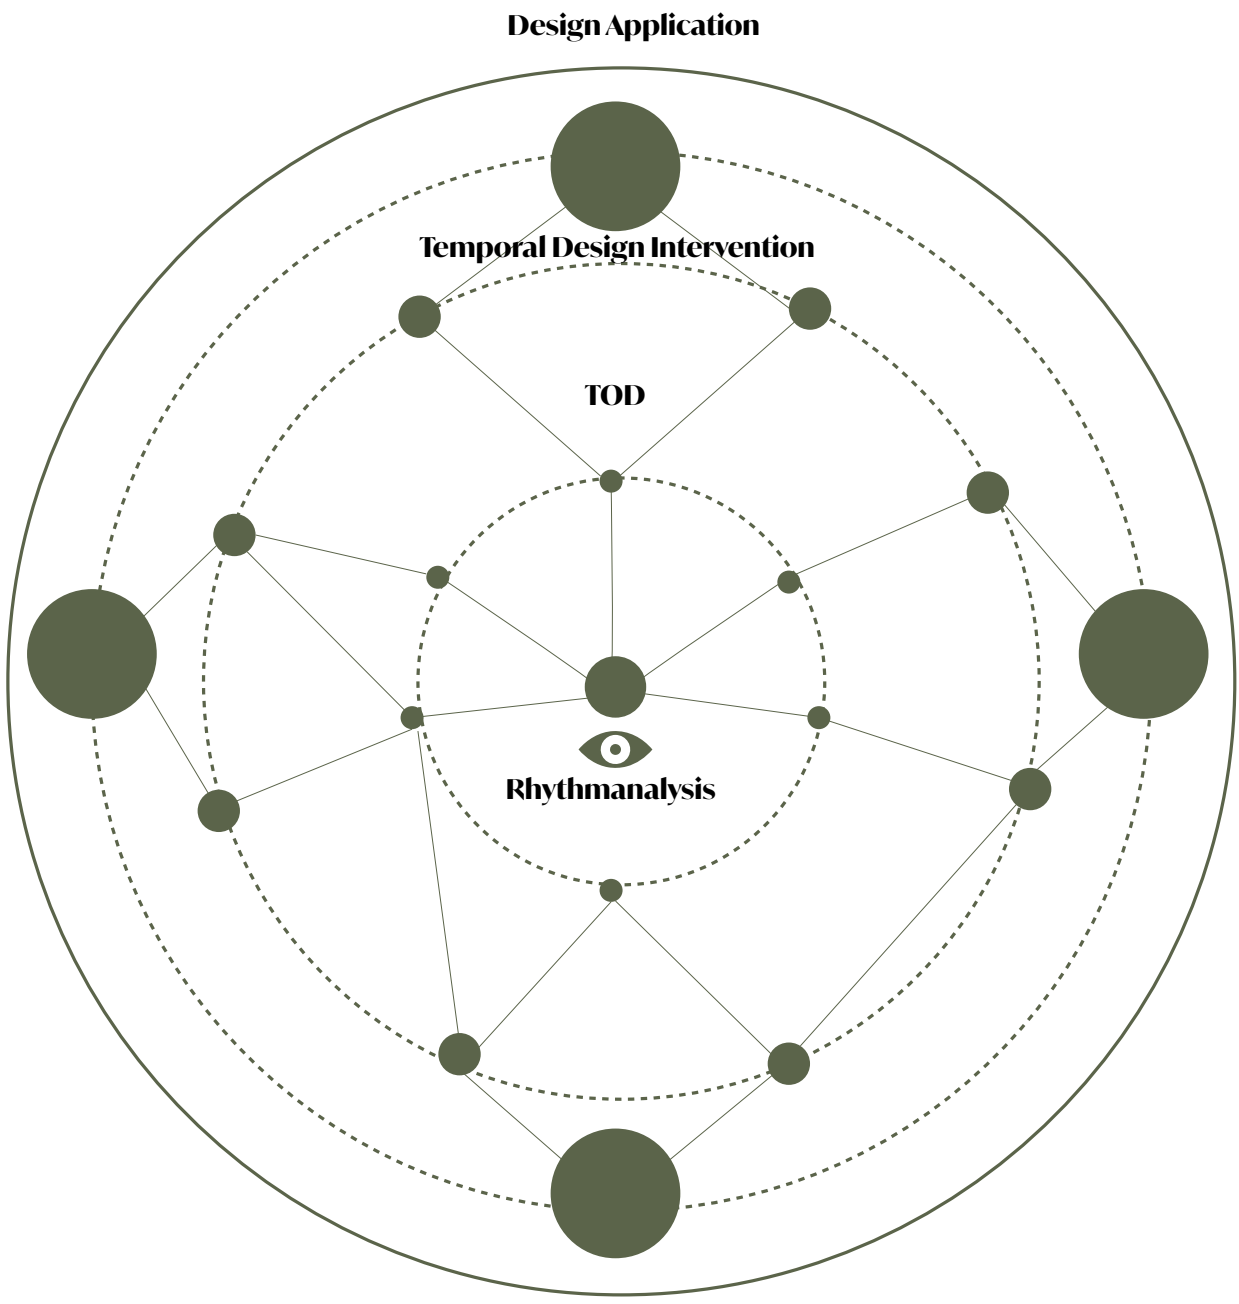 Design Application
Temporal Design Intervention
TOD
Rhythmanalysis